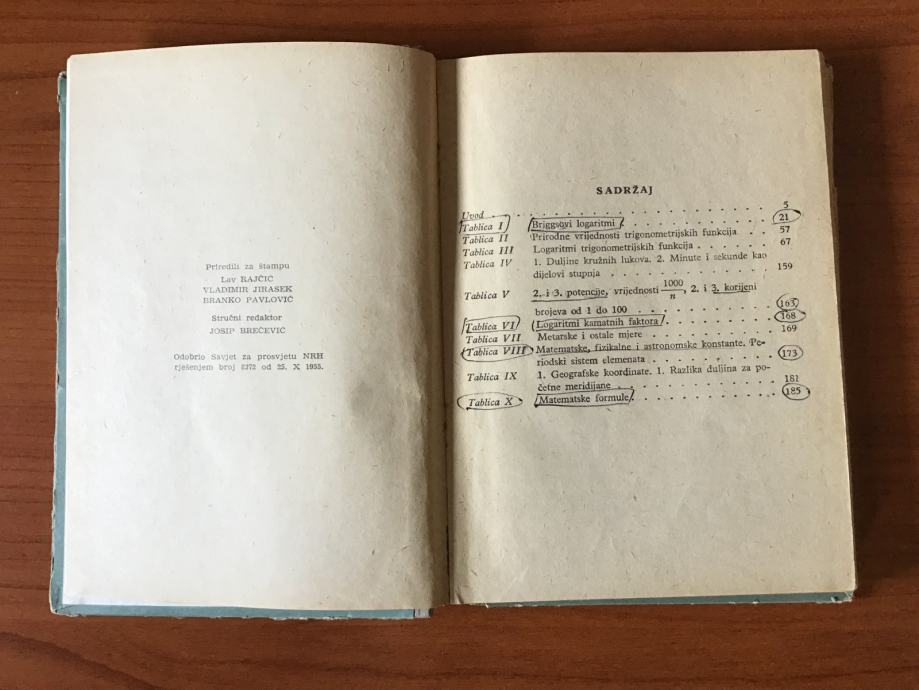 Priredili za štampu
Lav RAJČIĆ
VLADIMIR JIRASEK
BRANKO PAVLOVIĆ
Stručni redaktor
JOSIP BREČEVIĆ
Odobrio Savjet za prosvjetu NRH
rješenjem broj 8272 od 25. X 1955.
SADRŽAJ
Uvod . . . . . . . . . . . . . . . . 5
Tablica I Briggsovi logaritmi . . . . . . . . . . 21
Tablica II Prirodne vrijednosti trigonometrijskih funkcija . . . 57
Tablica III Logaritmi trigonometrijskih funkcija . . . . . . 67
Tablica IV 1. Duljine kružnih lukova. 2. Minute i sekunde kao
dijelovi stupnja . . . . . . . . . . . 159
Tablica V 2. i 3. potencije, vrijednosti 1000/n, 2. i 3. korijeni
brojeva od 1 do 100 . . . . . . . . . . 163
Tablica VI Logaritmi kamatnih faktora . . . . . . . . 168
Tablica VII Metarske i ostale mjere . . . . . . . . . 169
Tablica VIII Matematske, fizikalne i astronomske konstante. Pe-
riodski sistem elemenata . . . . . . . . . 173
Tablica IX 1. Geografske koordinate. 1. Razlika duljina za po-
četne meridijane . . . . . . . . . . . 181
Tablica X Matematske formule . . . . . . . . . . 185